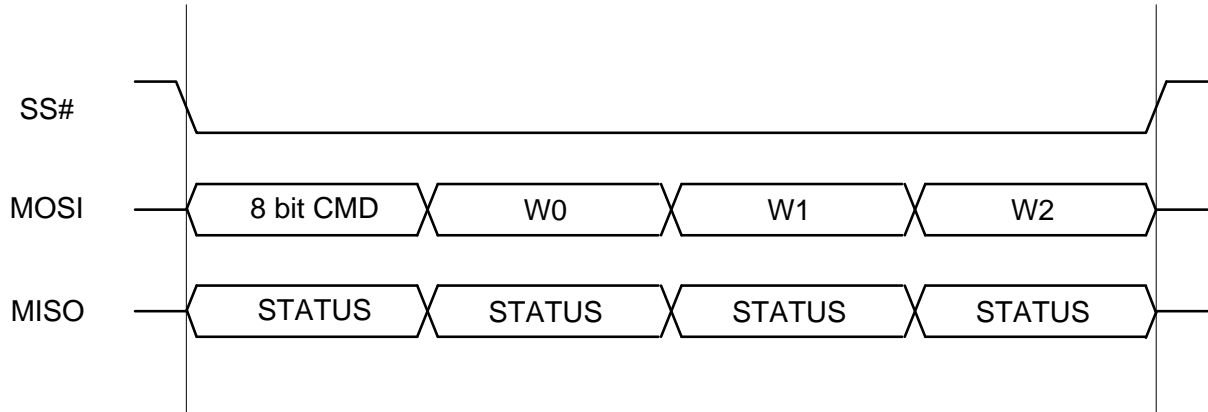 SS#
MOSI 8 bit CMD W0 W1 W2
MISO STATUS STATUS STATUS STATUS